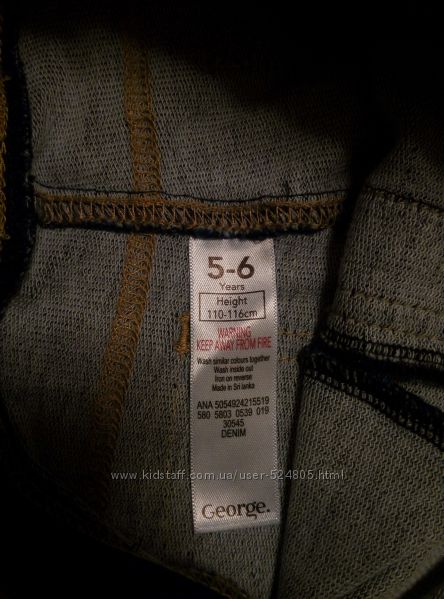 5-6
Years
Height
110-116cm
WARNING
KEEP AWAY FROM FIRE
Wash similar colours together
Wash inside out
Iron on reverse
Made in Sri lanka
ANA 5054924215519
580 5803 0539 019
30545
DENIM
www.kidstaff.com.ua/user-524805.html
George.